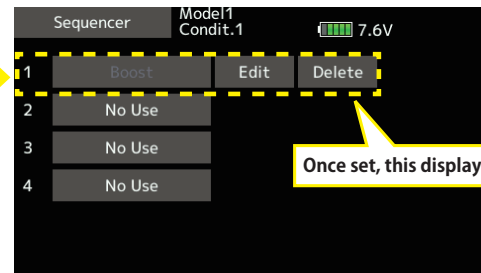 Sequencer
Model1
Condit.1
7.6V
1 Boost Edit Delete
2 No Use
3 No Use
4 No Use
Once set, this display